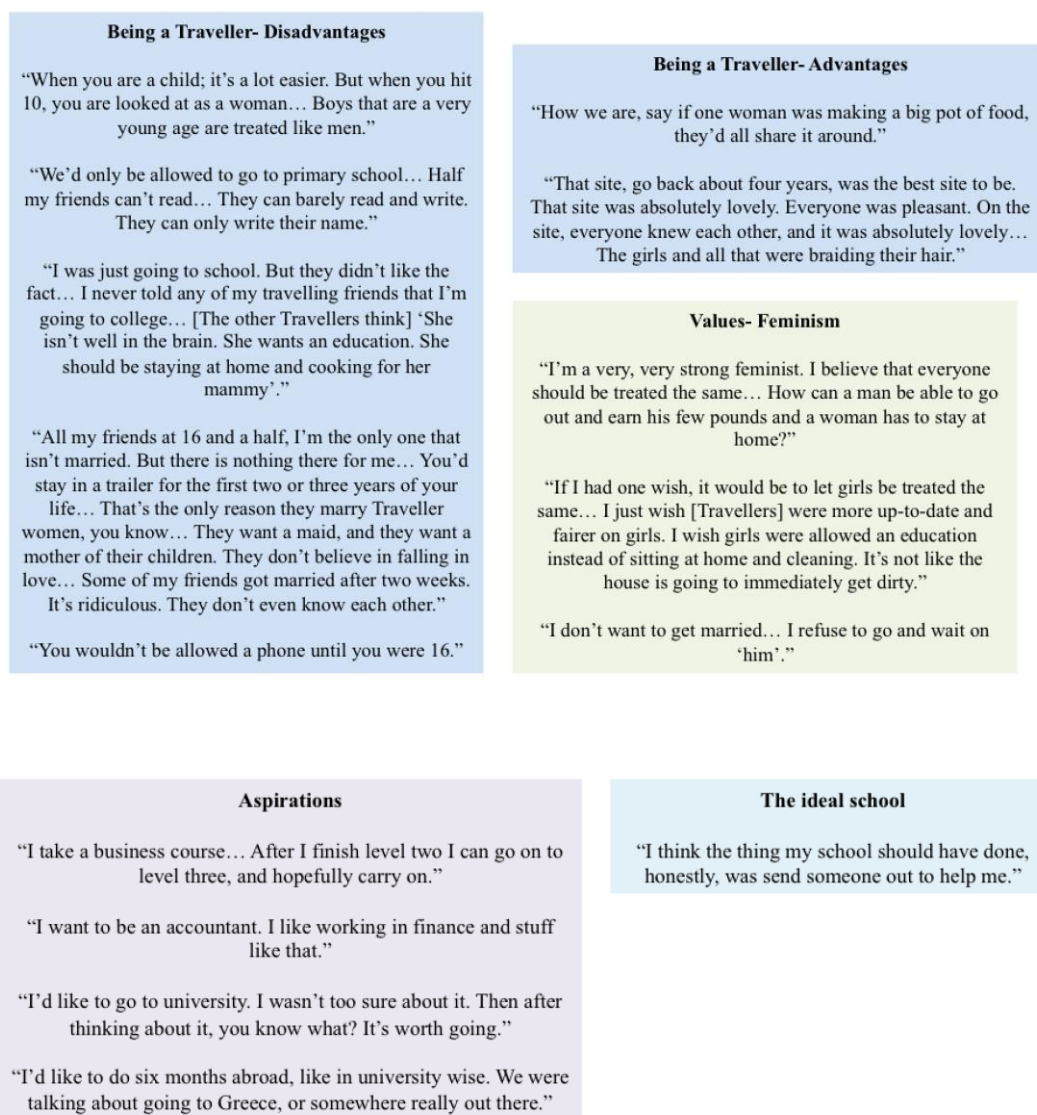 Being a Traveller- Disadvantages
“When you are a child; it’s a lot easier. But when you hit
10, you are looked at as a woman… Boys that are a very
young age are treated like men.”
“We’d only be allowed to go to primary school… Half
my friends can’t read… They can barely read and write.
They can only write their name.”
“I was just going to school. But they didn’t like the
fact… I never told any of my travelling friends that I’m
going to college… [The other Travellers think] ‘She
isn’t well in the brain. She wants an education. She
should be staying at home and cooking for her
mammy’.”
“All my friends at 16 and a half, I’m the only one that
isn’t married. But there is nothing there for me… You’d
stay in a trailer for the first two or three years of your
life… That’s the only reason they marry Traveller
women, you know… They want a maid, and they want a
mother of their children. They don’t believe in falling in
love… Some of my friends got married after two weeks.
It’s ridiculous. They don’t even know each other.”
“You wouldn’t be allowed a phone until you were 16.”
Being a Traveller- Advantages
“How we are, say if one woman was making a big pot of food,
they’d all share it around.”
“That site, go back about four years, was the best site to be.
That site was absolutely lovely. Everyone was pleasant. On the
site, everyone knew each other, and it was absolutely lovely…
The girls and all that were braiding their hair.”
Values- Feminism
“I’m a very, very strong feminist. I believe that everyone
should be treated the same… How can a man be able to go
out and earn his few pounds and a woman has to stay at
home?”
“If I had one wish, it would be to let girls be treated the
same… I just wish [Travellers] were more up-to-date and
fairer on girls. I wish girls were allowed an education
instead of sitting at home and cleaning. It’s not like the
house is going to immediately get dirty.”
“I don’t want to get married… I refuse to go and wait on
‘him’.”
Aspirations
“I take a business course… After I finish level two I can go on to
level three, and hopefully carry on.”
“I want to be an accountant. I like working in finance and stuff
like that.”
“I’d like to go to university. I wasn’t too sure about it. Then after
thinking about it, you know what? It’s worth going.”
“I’d like to do six months abroad, like in university wise. We were
talking about going to Greece, or somewhere really out there.”
The ideal school
“I think the thing my school should have done,
honestly, was send someone out to help me.”